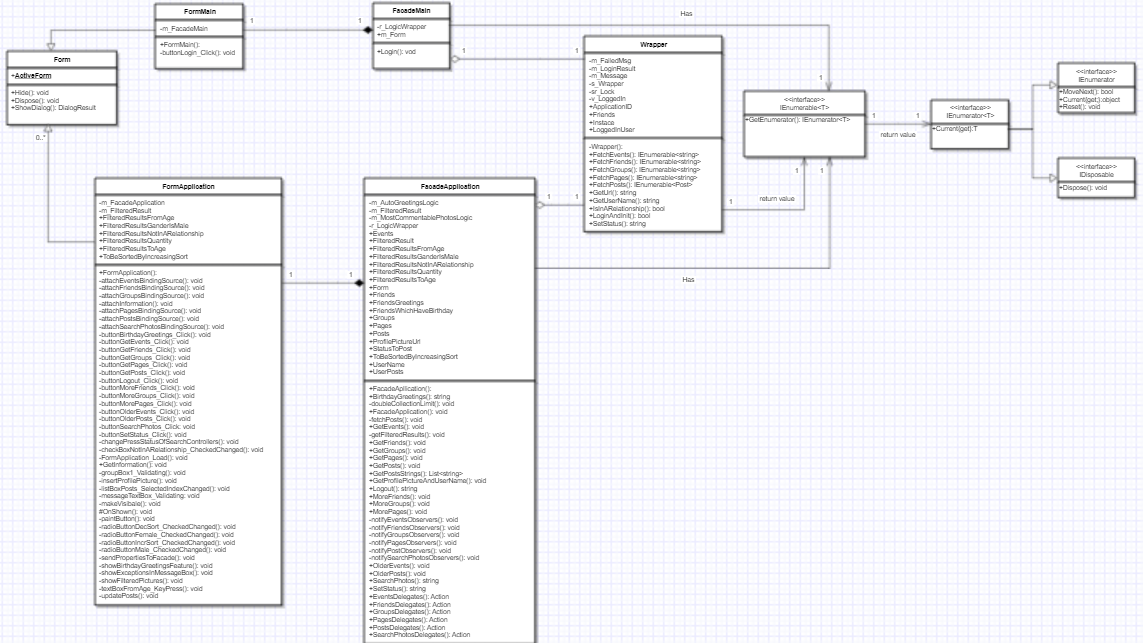 FormMain
-m_FacadeMain
+FormMain():
-buttonLogin_Click(): void
1
1
FacadeMain
-r_LogicWrapper
+m_Form
+Login(): vod
Has
1
1
1
Form
+ActiveForm
+Hide(): void
+Dispose(): void
+ShowDialog(): DialogResult
0..*
Wrapper
-m_FailedMsg
-m_LoginResult
-m_Message
-s_Wrapper
-sr_Lock
-v_LoggedIn
+ApplicationID
+Friends
+Instace
+LoggedInUser
-Wrapper():
+FetchEvents(): IEnumerable<string>
+FetchFriends(): IEnumerable<string>
+FetchGroups(): IEnumerable<string>
+FetchPages(): IEnumerable<string>
+FetchPosts(): IEnumerable<Post>
+GetUrl(): string
+GetUserName(): string
+IsInARelationship(): bool
+LoginAndInit(): bool
+SetStatus(): string
<<interface>>
IEnumerable<T>
+GetEnumerator(): IEnumerator<T>
1
1
return value
<<interface>>
IEnumerator<T>
+Current(get):T
<<interface>>
IEnumerator
+MoveNext(): bool
+Current(get;):object
+Reset(): void
<<interface>>
IDisposable
+Dispose(): void
1
1
1
return value
1
1
Has
FormApplication
-m_FacadeApplication
-m_FilteredResult
+FilteredResultsFromAge
+FilteredResultsGanderIsMale
+FilteredResultsNotInARelationship
+FilteredResultsQuantity
+FilteredResultsToAge
+ToBeSortedByIncreasingSort
+FormApplication():
-attachEventsBindingSource(): void
-attachFriendsBindingSource(): void
-attachGroupsBindingSource(): void
-attachInformation(): void
-attachPagesBindingSource(): void
-attachPostsBindingSource(): void
-attachSearchPhotosBindingSource(): void
-buttonBirthdayGreetings_Click(): void
-buttonGetEvents_Click(): void
-buttonGetFriends_Click(): void
-buttonGetGroups_Click(): void
-buttonGetPages_Click(): void
-buttonGetPosts_Click(): void
-buttonLogout_Click(): void
-buttonMoreFriends_Click(): void
-buttonMoreGroups_Click(): void
-buttonMorePages_Click(): void
-buttonOlderEvents_Click(): void
-buttonOlderPosts_Click(): void
-buttonSearchPhotos_Click: void
-buttonSetStatus_Click(): void
-changePressStatusOfSearchControllers(): void
-checkBoxNotInARelationship_CheckedChanged(): void
-FormApplication_Load(): void
+GetInformation(): void
-groupBox1_Validating(): void
-insertProfilePicture(): void
-listBoxPosts_SelectedIndexChanged(): void
-messageTextBox_Validating: void
-makeVisibale(): void
#OnShown(): void
-paintButton(): void
-radioButtonDecSort_CheckedChanged(): void
-radioButtonFemale_CheckedChanged(): void
-radioButtonIncrSort_CheckedChanged(): void
-radioButtonMale_CheckedChanged(): void
-sendPropertiesToFacade(): void
-showBirthdayGreetingsFeature(): void
-showExceptionsInMessageBox(): void
-showFilteredPictures(): void
-textBoxFromAge_KeyPress(): void
-updatePosts(): void
1
1
FacadeApplication
-m_AutoGreetingsLogic
-m_FilteredResult
-m_MostCommentablePhotosLogic
-r_LogicWrapper
+Events
+FilteredResult
+FilteredResultsFromAge
+FilteredResultsGanderIsMale
+FilteredResultsNotInARelationship
+FilteredResultsQuantity
+FilteredResultsToAge
+Form
+Friends
+FriendsGreetings
+FriendsWhichHaveBirthday
+Groups
+Pages
+Posts
+ProfilePictureUrl
+StatusToPost
+ToBeSortedByIncreasingSort
+UserName
+UserPosts
+FacadeApllication():
+BirthdayGreetings(): string
-doubleCollectionLimit(): void
+FacadeApplication(): void
-fetchPosts(): void
+GetEvents(): void
-getFilteredResults(): void
+GetFriends(): void
+GetGroups(): void
+GetPages(): void
+GetPosts(): void
+GetPostsStrings(): List<string>
+GetProfilePictureAndUserName(): void
+Logout(): string
+MoreFriends(): void
+MoreGroups(): void
+MorePages(): void
-notifyEventsObservers(): void
-notifyFriendsObservers(): void
-notifyGroupsObservers(): void
-notifyPagesObservers(): void
-notifyPostObservers(): void
-notifySearchPhotosObservers(): void
+OlderEvents(): void
+OlderPosts(): void
+SearchPhotos(): string
+SetStatus(): string
+EventsDelegates(): Action
+FriendsDelegates(): Action
+GroupsDelegates(): Action
+PagesDelegates(): Action
+PostsDelegates(): Action
+SearchPhotosDelegates(): Action
1
1